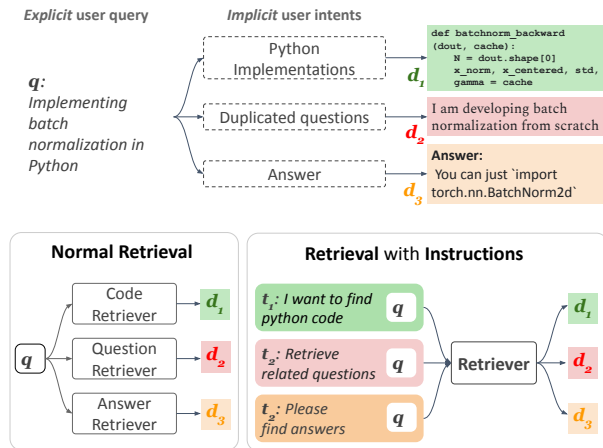 Explicit user query
Implicit user intents
q:
Implementing
batch
normalization in
Python
Python
Implementations
d1
def batchnorm_backward
(dout, cache):
N = dout.shape[0]
x_norm, x_centered, std,
gamma = cache
Duplicated questions
d2
I am developing batch
normalization from scratch
Answer
d3
Answer:
You can just `import
torch.nn.BatchNorm2d`
Normal Retrieval
q
Code
Retriever
d1
Question
Retriever
d2
Answer
Retriever
d3
Retrieval with Instructions
t1: I want to find
python code
q
t2: Retrieve
related questions
q
t2: Please
find answers
q
Retriever
d1
d2
d3